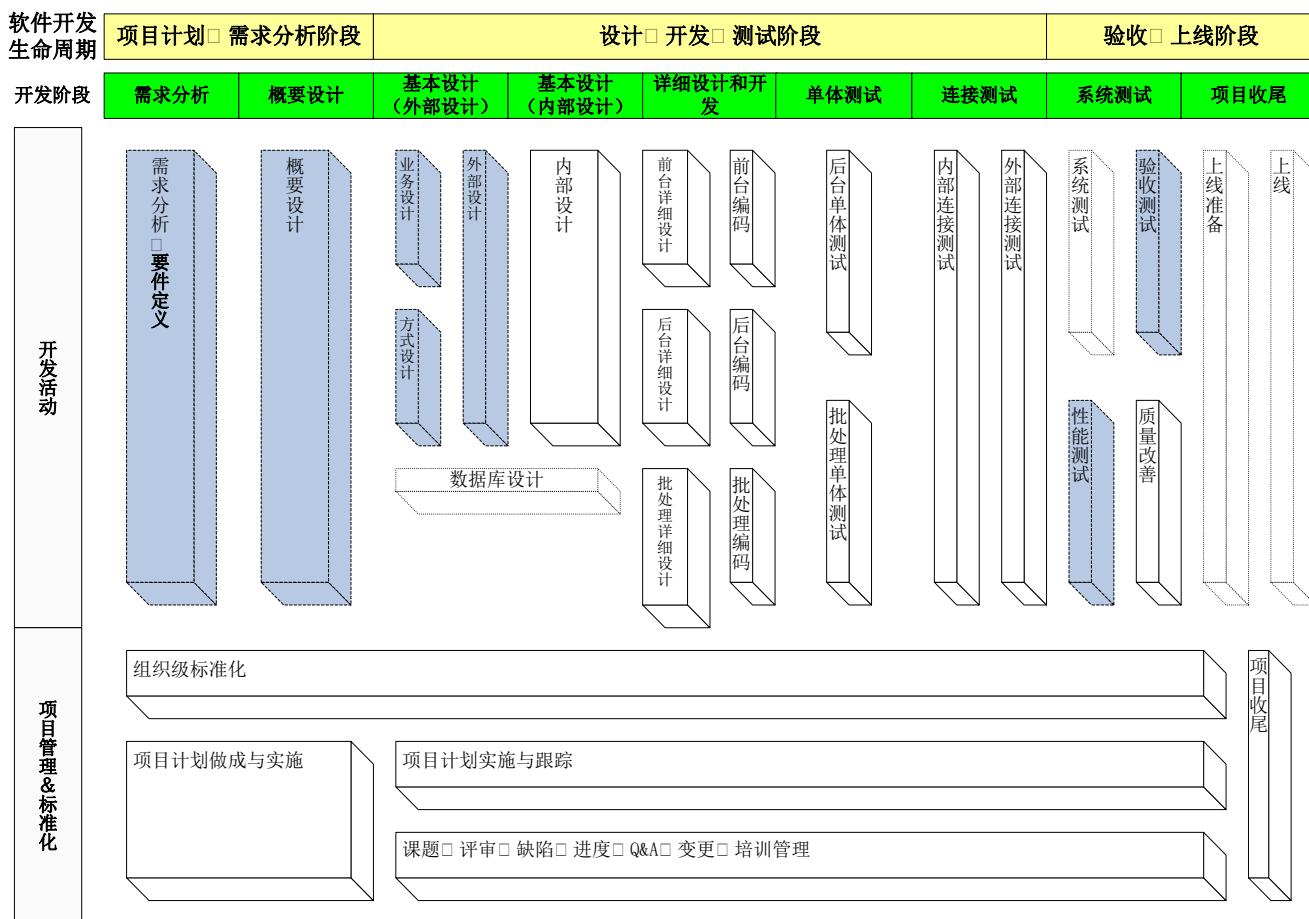 软件开发
生命周期
项目计划□ 需求分析阶段
设计□ 开发□ 测试阶段
验收□ 上线阶段
开发阶段
需求分析
概要设计
基本设计
（外部设计）
基本设计
（内部设计）
详细设计和开
发
单体测试
连接测试
系统测试
项目收尾
开发活动
需求分析□要件定义
概要设计
业务设计
方式设计
外部设计
数据库设计
内部设计
前台详细设计
后台详细设计
批处理详细设计
前台编码
后台编码
批处理编码
后台单体测试
批处理单体测试
内部连接测试
外部连接测试
系统测试
性能测试
验收测试
质量改善
上线准备
上线
项目管理&标准化
组织级标准化
项目计划做成与实施
项目计划实施与跟踪
课题□ 评审□ 缺陷□ 进度□ Q&A□ 变更□ 培训管理
项目收尾